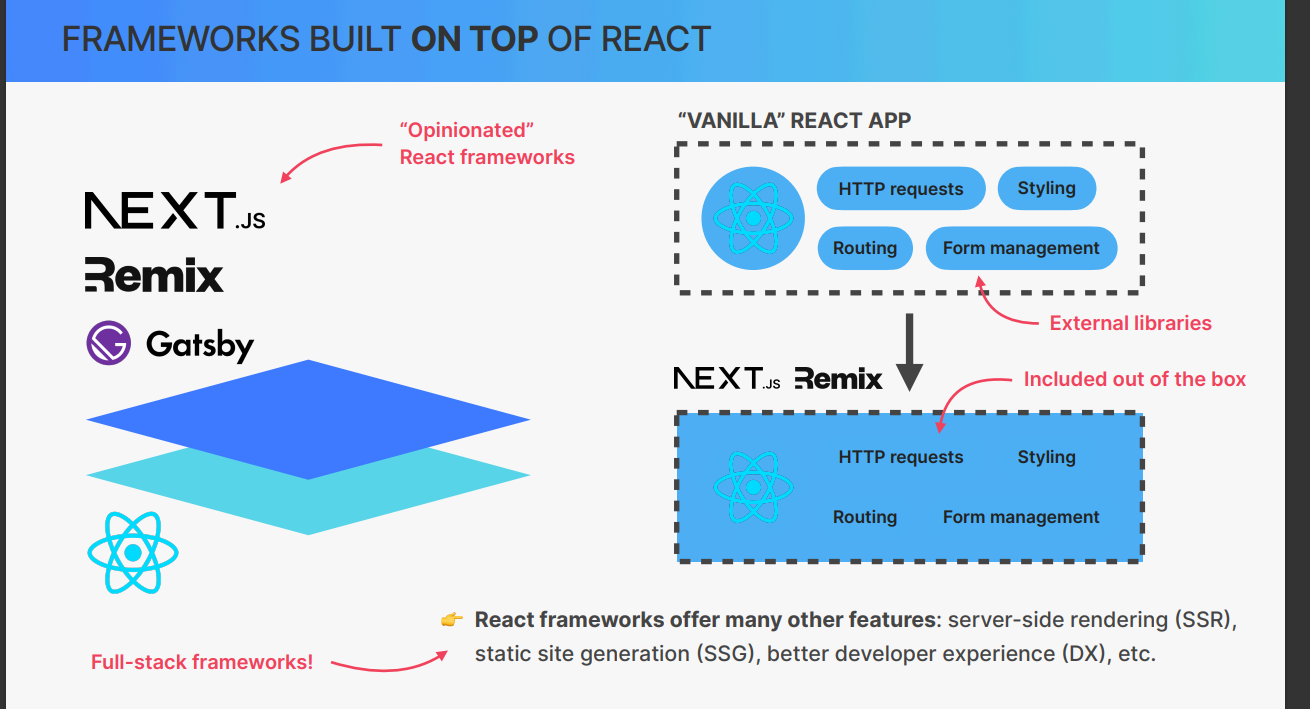 FRAMEWORKS BUILT ON TOP OF REACT
“Opinionated”
React frameworks
NEXT.JS
Remix
Gatsby
“VANILLA” REACT APP
HTTP requests
Styling
Routing
Form management
External libraries
NEXT.JS
Remix
Included out of the box
HTTP requests
Styling
Routing
Form management
👉 React frameworks offer many other features: server-side rendering (SSR),
static site generation (SSG), better developer experience (DX), etc.
Full-stack frameworks!